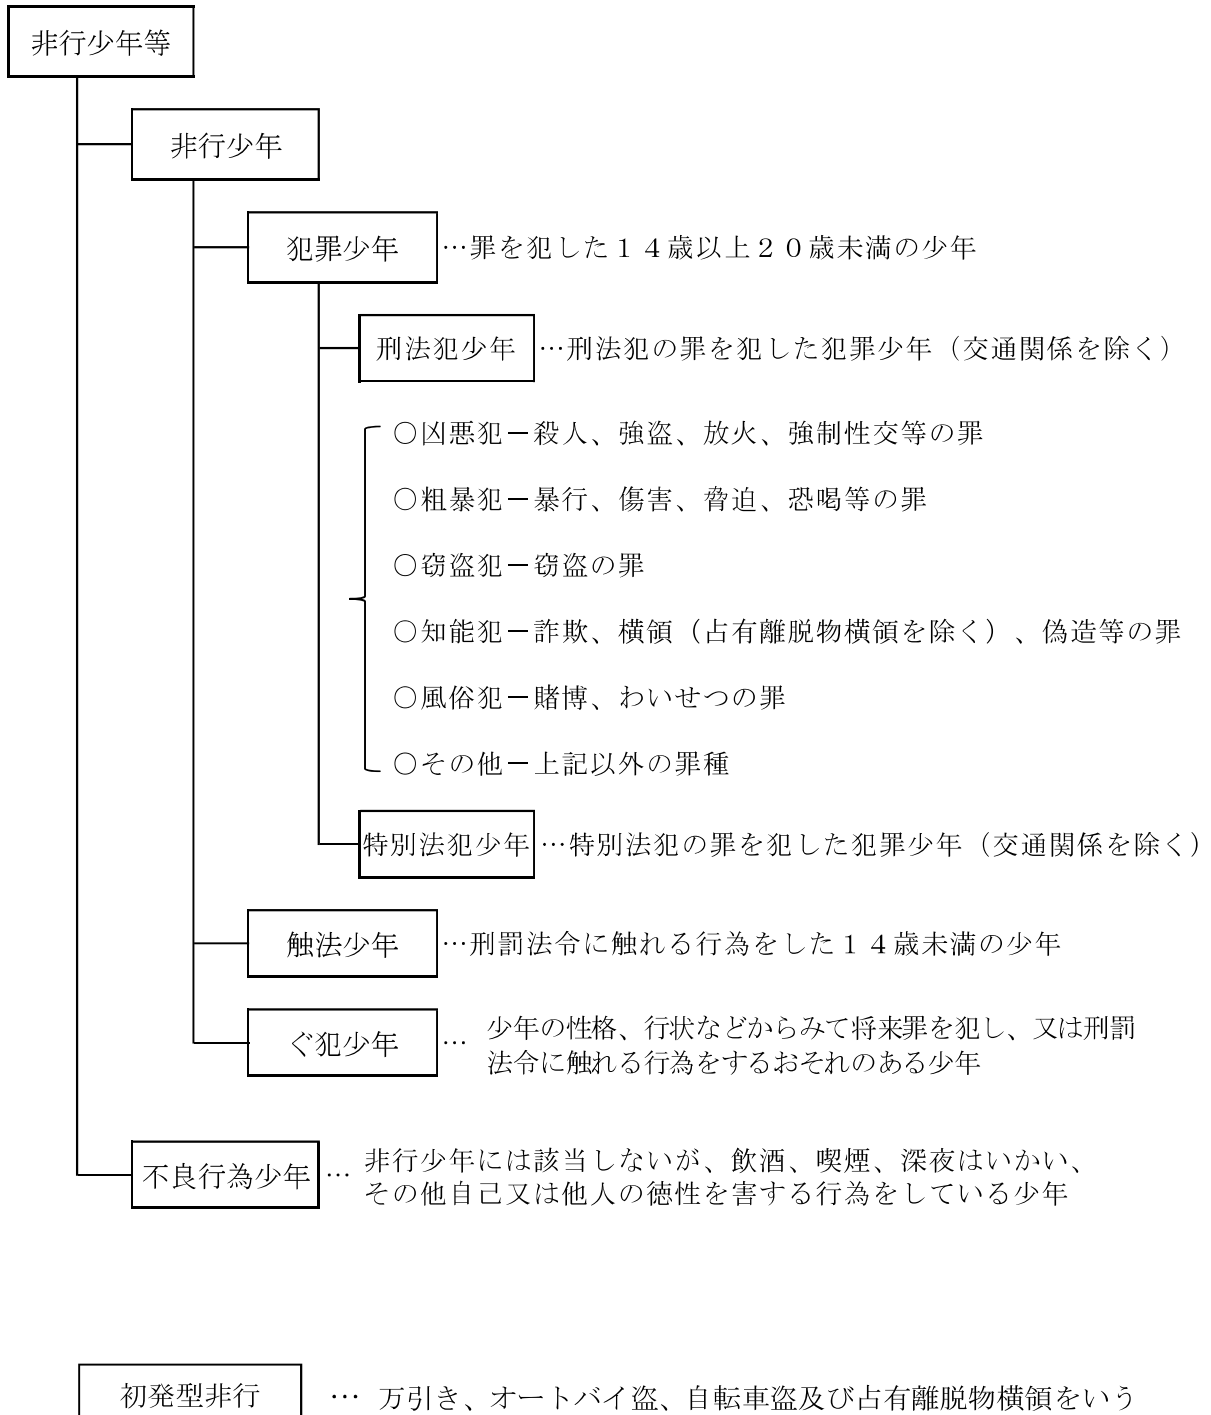 非行少年等
非行少年
犯罪少年 …罪を犯した１４歳以上２０歳未満の少年
刑法犯少年 …刑法犯の罪を犯した犯罪少年（交通関係を除く）
○凶悪犯－殺人、強盗、放火、強制性交等の罪
○粗暴犯－暴行、傷害、脅迫、恐喝等の罪
○窃盗犯－窃盗の罪
○知能犯－詐欺、横領（占有離脱物横領を除く）、偽造等の罪
○風俗犯－賭博、わいせつの罪
○その他－上記以外の罪種
特別法犯少年 …特別法犯の罪を犯した犯罪少年（交通関係を除く）
触法少年 …刑罰法令に触れる行為をした１４歳未満の少年
ぐ犯少年 … 少年の性格、行状などからみて将来罪を犯し、又は刑罰
法令に触れる行為をするおそれのある少年
不良行為少年 … 非行少年には該当しないが、飲酒、喫煙、深夜はいかい、
その他自己又は他人の徳性を害する行為をしている少年
初発型非行 … 万引き、オートバイ盗、自転車盗及び占有離脱物横領をいう